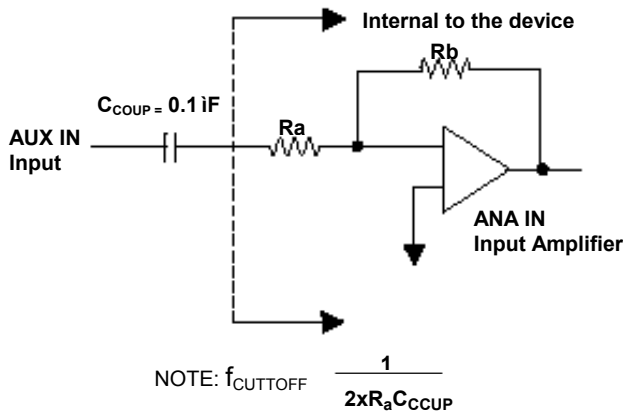 Internal to the device
Rb
CCOUP = 0.1 ìF
Ra
AUX IN
Input
ANA IN
Input Amplifier
NOTE: fCUTTOFF 1
2xRaCCCUP